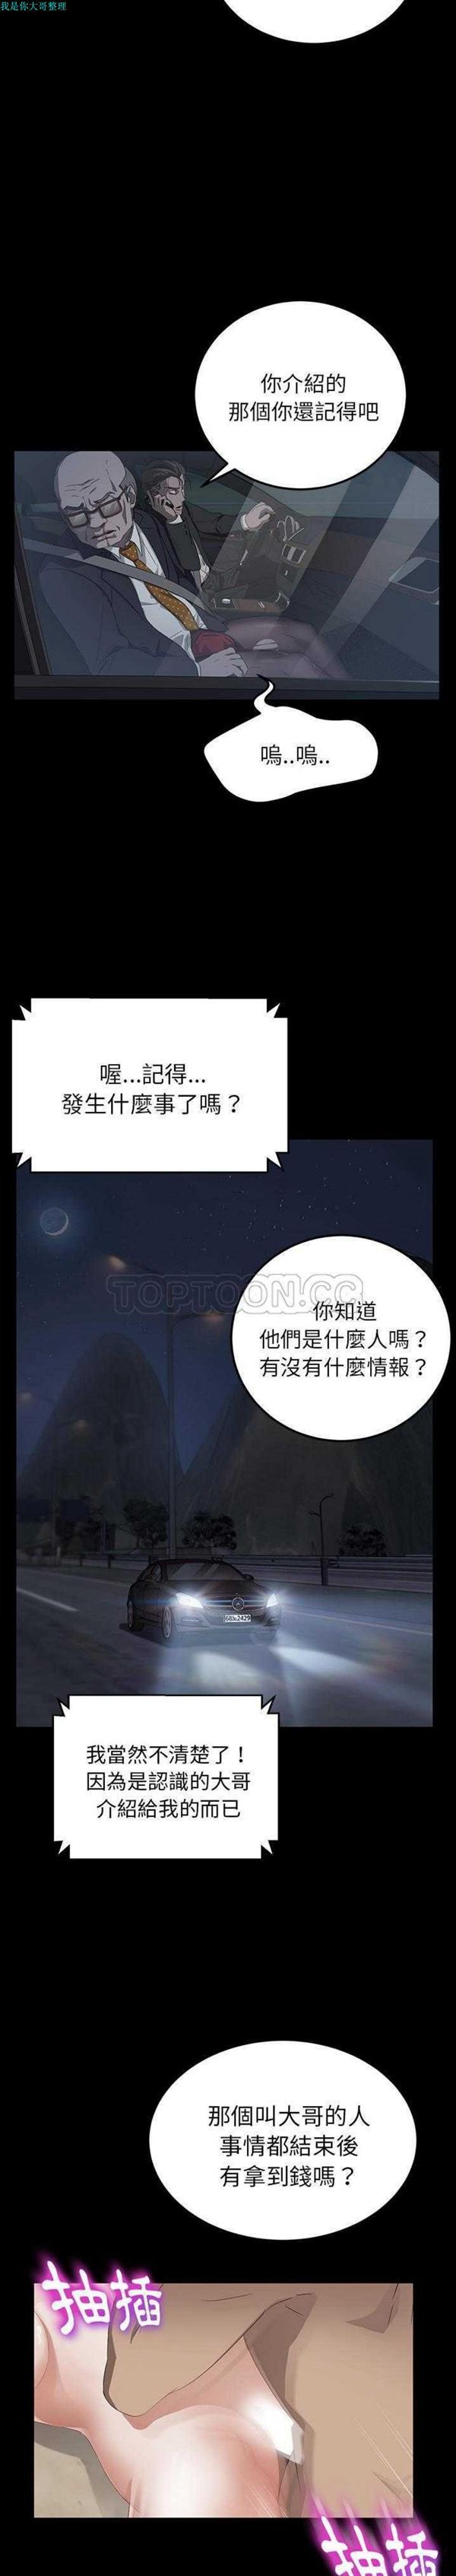 我是你大哥整理
你介紹的
那個你還記得吧
嗚..嗚..
喔...記得...
發生什麼事了嗎？
TOPTOON.CC
你知道
他們是什麼人嗎？
有沒有什麼情報？
我當然不清楚了！
因為是認識的大哥
介紹給我的而已
那個叫大哥的人
事情都結束後
有拿到錢嗎？
抽插
抽插